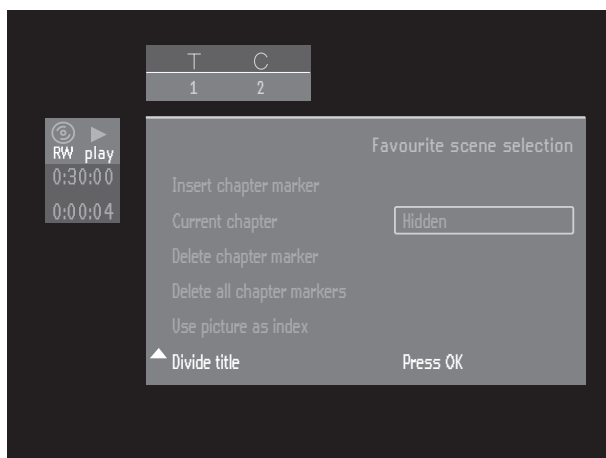 T C
1 2
RW play
0:30:00
0:00:04
Favourite scene selection
Insert chapter marker
Current chapter Hidden
Delete chapter marker
Delete all chapter markers
Use picture as index
Divide title Press OK